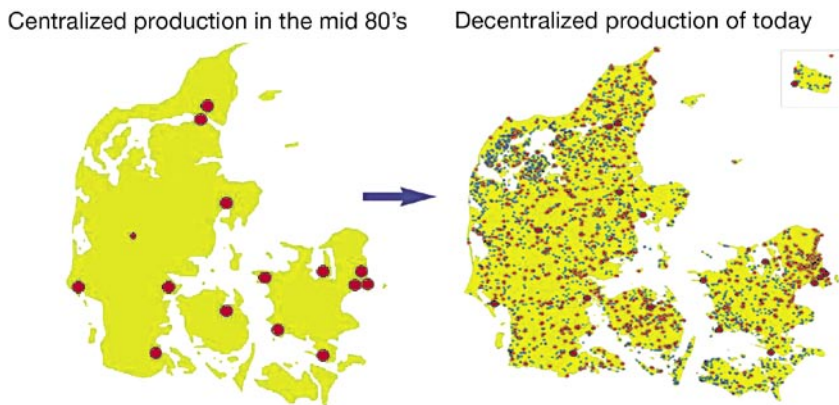 Centralized production in the mid 80's
Decentralized production of today